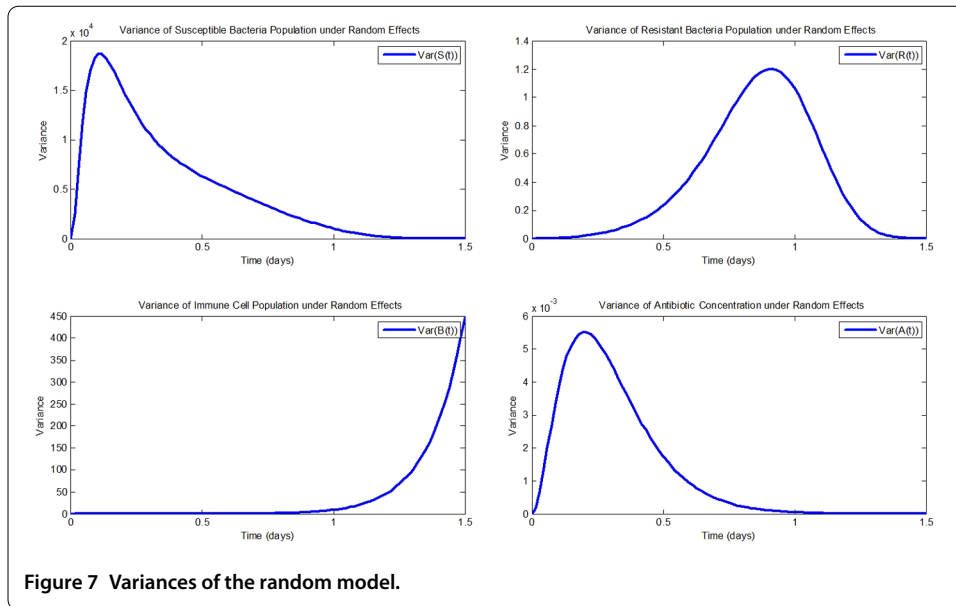 Variance of Susceptible Bacteria Population under Random Effects
× 10⁴
Var(S(t))
Variance
2
1.5
1
0.5
0
0 0.5 1 1.5
Time (days)
Variance of Resistant Bacteria Population under Random Effects
Var(R(t))
Variance
1.4
1.2
1
0.8
0.6
0.4
0.2
0
0 0.5 1 1.5
Time (days)
Variance of Immune Cell Population under Random Effects
Var(B(t))
Variance
450
400
350
300
250
200
150
100
50
0
0 0.5 1 1.5
Time (days)
Variance of Antibiotic Concentration under Random Effects
× 10⁻³
Var(A(t))
Variance
6
5
4
3
2
1
0
0 0.5 1 1.5
Time (days)
Figure 7 Variances of the random model.